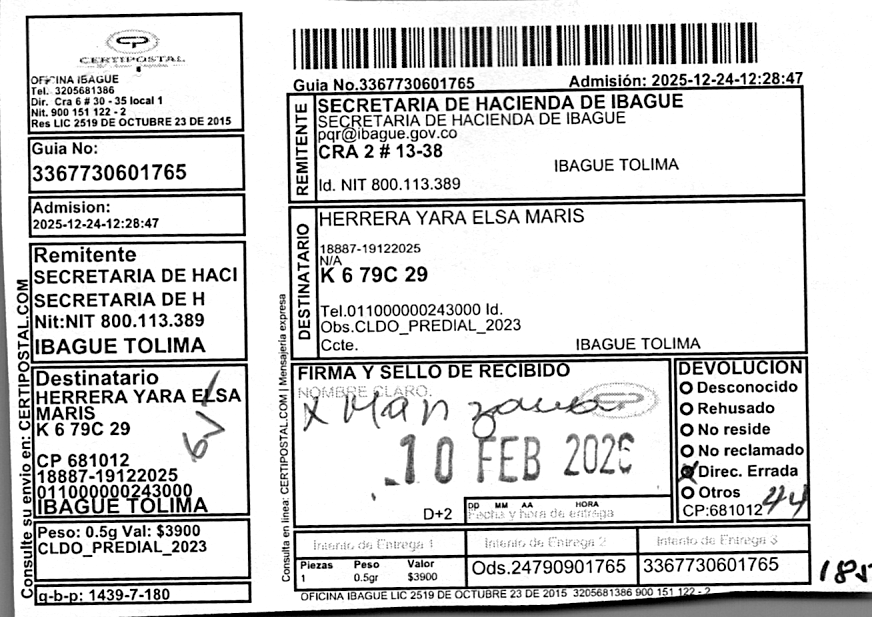 CERTIPOSTAL
OFICINA IBAGUE
Tel. 3205681386
Dir. Cra 6 # 30 - 35 local 1
Nit. 900 151 122 - 2
Res LIC 2519 DE OCTUBRE 23 DE 2015
Guia No:
3367730601765
Admision:
2025-12-24-12:28:47
Remitente
SECRETARIA DE HACI
SECRETARIA DE H
Nit:NIT 800.113.389
IBAGUE TOLIMA
Destinatario
HERRERA YARA ELSA
MARIS
K 6 79C 29
CP 681012
18887-19122025
011000000243000
IBAGUE TOLIMA
Peso: 0.5g Val: $3900
CLDO_PREDIAL_2023
g-b-p: 1439-7-180
Consulte su envio en: CERTIPOSTAL.COM
Guia No.3367730601765 Admisión: 2025-12-24-12:28:47
REMITENTE
SECRETARIA DE HACIENDA DE IBAGUE
SECRETARIA DE HACIENDA DE IBAGUE
pqr@ibague.gov.co
CRA 2 # 13-38
IBAGUE TOLIMA
Id. NIT 800.113.389
DESTINATARIO
HERRERA YARA ELSA MARIS
18887-19122025
N/A
K 6 79C 29
Tel.011000000243000 Id.
Obs.CLDO_PREDIAL_2023
Ccte. IBAGUE TOLIMA
Consulta en linea: CERTIPOSTAL.COM | Mensajeria expresa
FIRMA Y SELLO DE RECIBIDO
NOMBRE CLARO.
x Manzana
10 FEB 2026
D+2
DD MM AA HORA
Fecha y hora de entrega
DEVOLUCION
Desconocido
Rehusado
No reside
No reclamado
Direc. Errada
Otros
CP:681012
44
Intento de Entrega 1 Intento de Entrega 2 Intento de Entrega 3
Piezas Peso Valor
1 0.5gr $3900
Ods.24790901765
3367730601765
185
OFICINA IBAGUE LIC 2519 DE OCTUBRE 23 DE 2015 3205681386 900 151 122 - 2